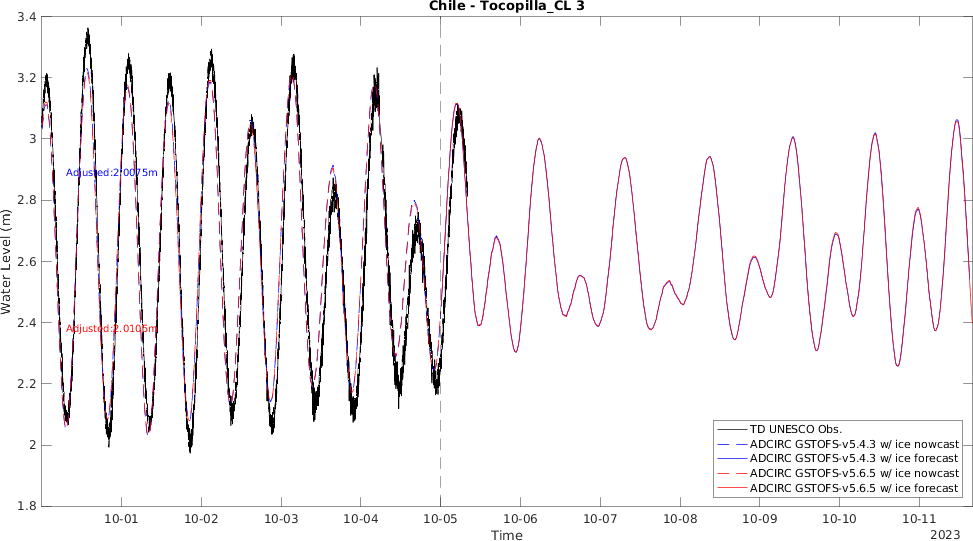 Chile - Tocopilla_CL 3
3.4
3.2
3
2.8
2.6
2.4
2.2
2
1.8
Water Level (m)
Adjusted:2.0075m
Adjusted:2.0105m
TD UNESCO Obs.
ADCIRC GSTOFS-v5.4.3 w/ ice nowcast
ADCIRC GSTOFS-v5.4.3 w/ ice forecast
ADCIRC GSTOFS-v5.6.5 w/ ice nowcast
ADCIRC GSTOFS-v5.6.5 w/ ice forecast
10-01 10-02 10-03 10-04 10-05 10-06 10-07 10-08 10-09 10-10 10-11
Time
2023